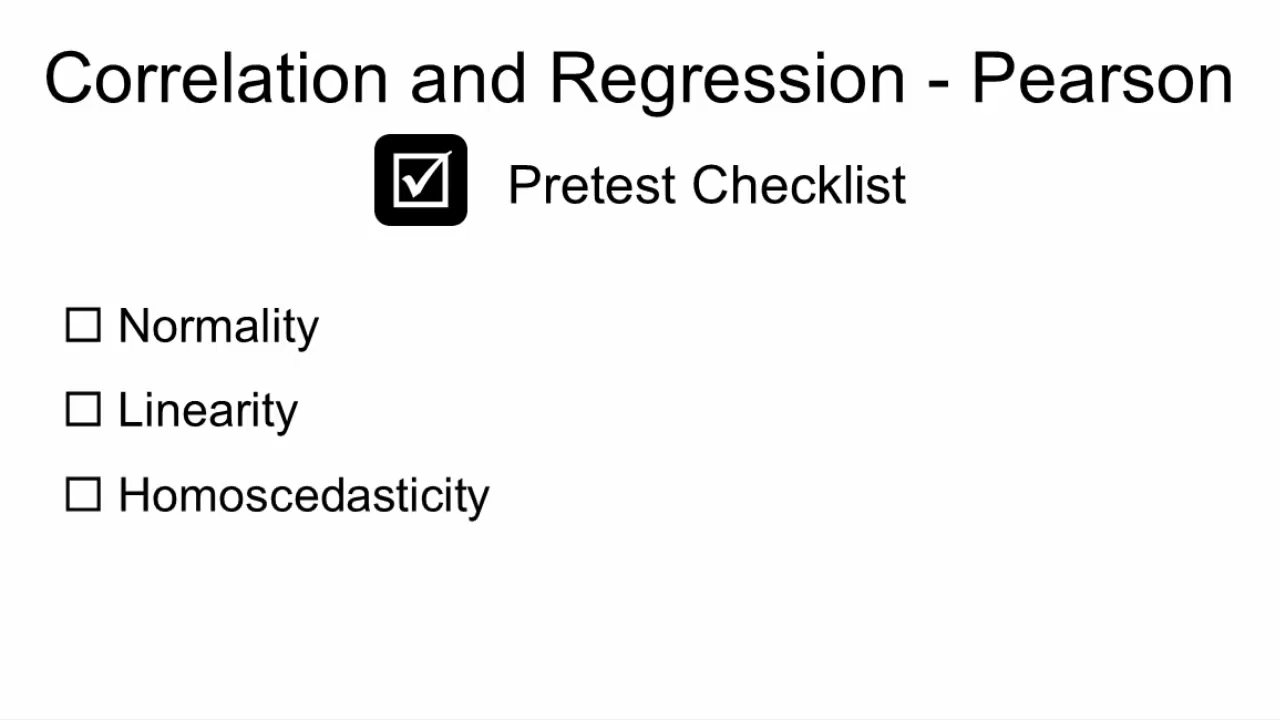 Correlation and Regression - Pearson
Pretest Checklist
☐ Normality
☐ Linearity
☐ Homoscedasticity